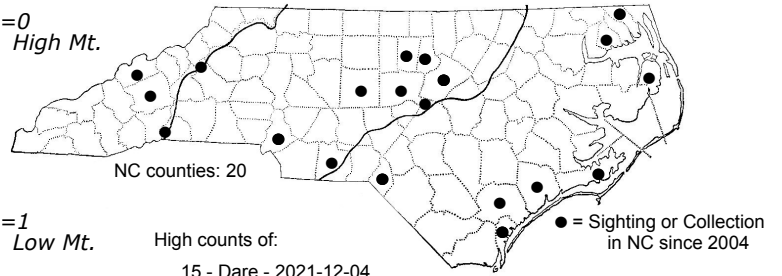 =0
High Mt.
NC counties: 20
=1
Low Mt.
High counts of:
15 - Dare - 2021-12-04
● = Sighting or Collection
in NC since 2004